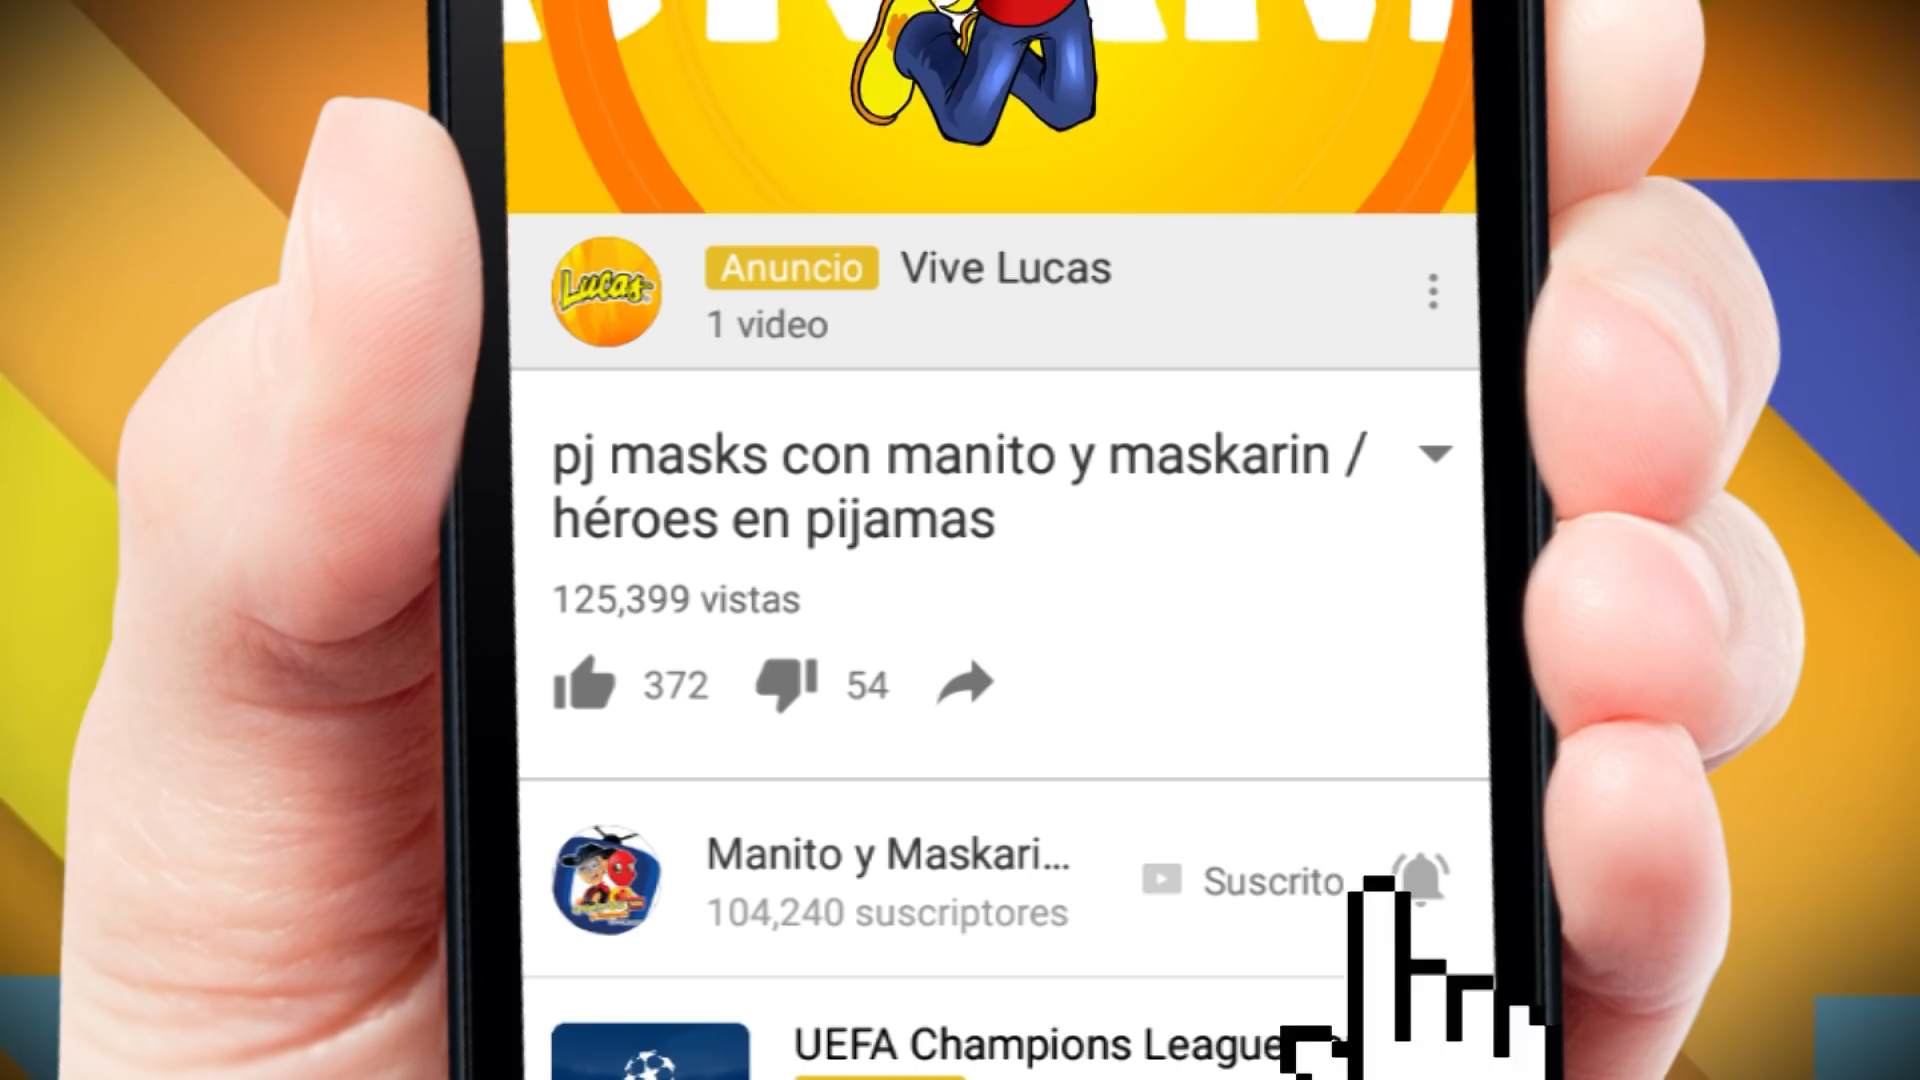 Lucas
Anuncio Vive Lucas
1 video
pj masks con manito y maskarin /
héroes en pijamas
125,399 vistas
372 54
Manito y Maskari...
104,240 suscriptores
Suscrito
UEFA Champions League